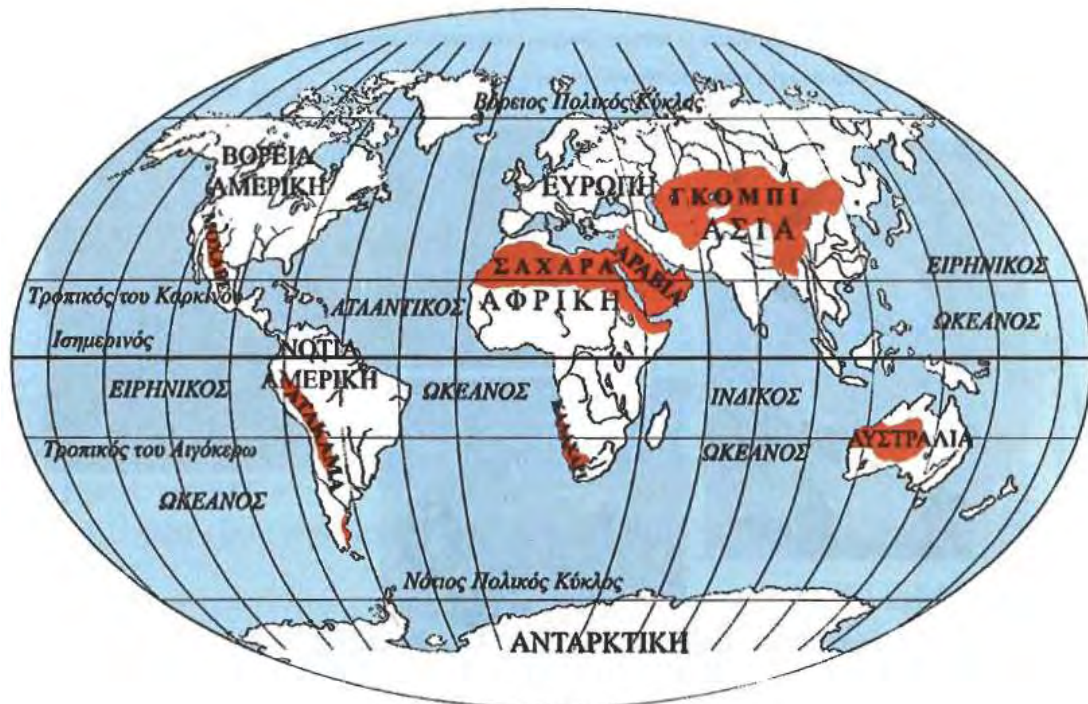 Βόρειος Πολικός Κύκλος
ΒΟΡΕΙΑ
ΑΜΕΡΙΚΗ
ΕΥΡΩΠΗ
ΓΚΟΜΠΙ
ΑΣΙΑ
ΜΟΧΑΒΕ
ΣΑΧΑΡΑ
ΑΡΑΒΙΑ
ΕΙΡΗΝΙΚΟΣ
Τροπικός του Καρκίνου
ΑΤΛΑΝΤΙΚΟΣ
ΑΦΡΙΚΗ
ΩΚΕΑΝΟΣ
Ισημερινός
ΝΟΤΙΑ
ΑΜΕΡΙΚΗ
ΕΙΡΗΝΙΚΟΣ
ΩΚΕΑΝΟΣ
ΙΝΔΙΚΟΣ
ΑΤΑΚΑΜΑ
ΑΥΣΤΡΑΛΙΑ
Τροπικός του Αιγόκερω
ΩΚΕΑΝΟΣ
ΩΚΕΑΝΟΣ
Νότιος Πολικός Κύκλος
ΑΝΤΑΡΚΤΙΚΗ